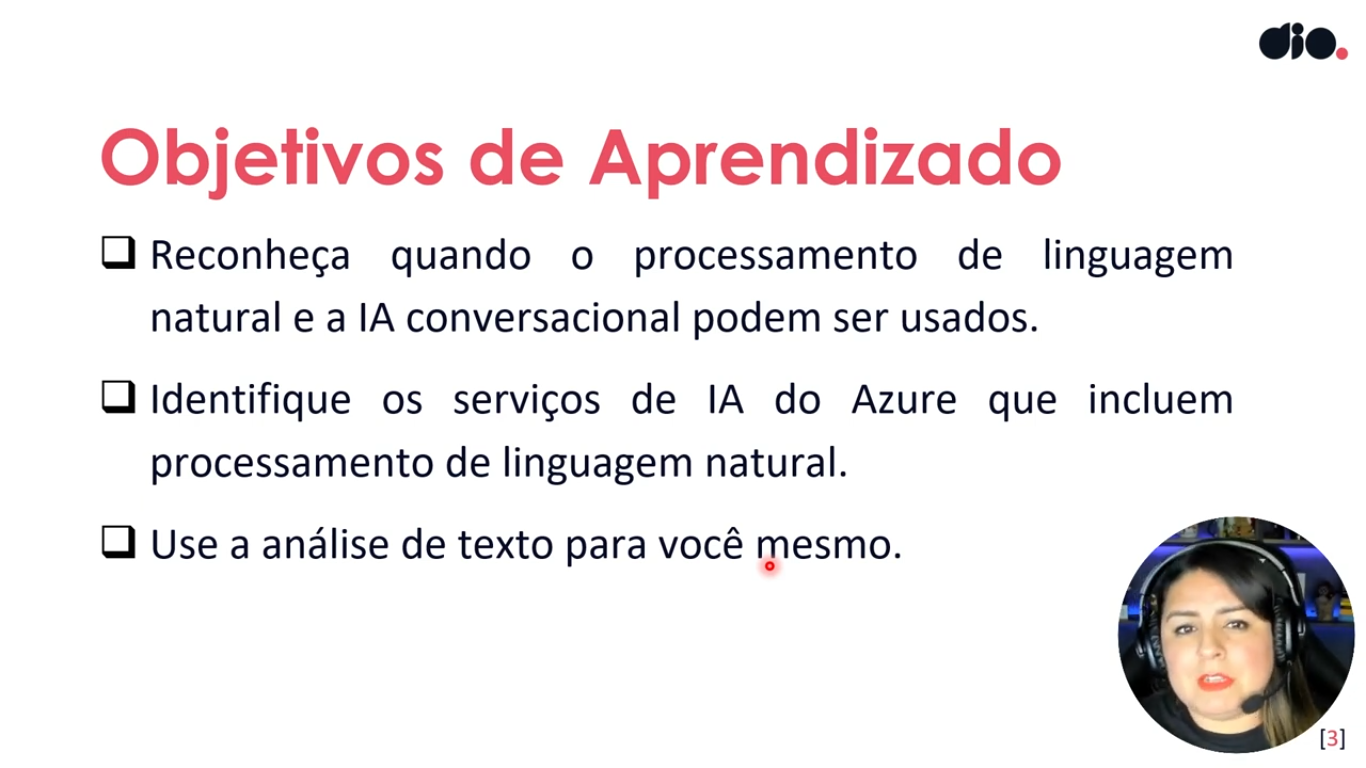 dio.
Objetivos de Aprendizado
Reconheça quando o processamento de linguagem
natural e a IA conversacional podem ser usados.
Identifique os serviços de IA do Azure que incluem
processamento de linguagem natural.
Use a análise de texto para você mesmo.
[3]